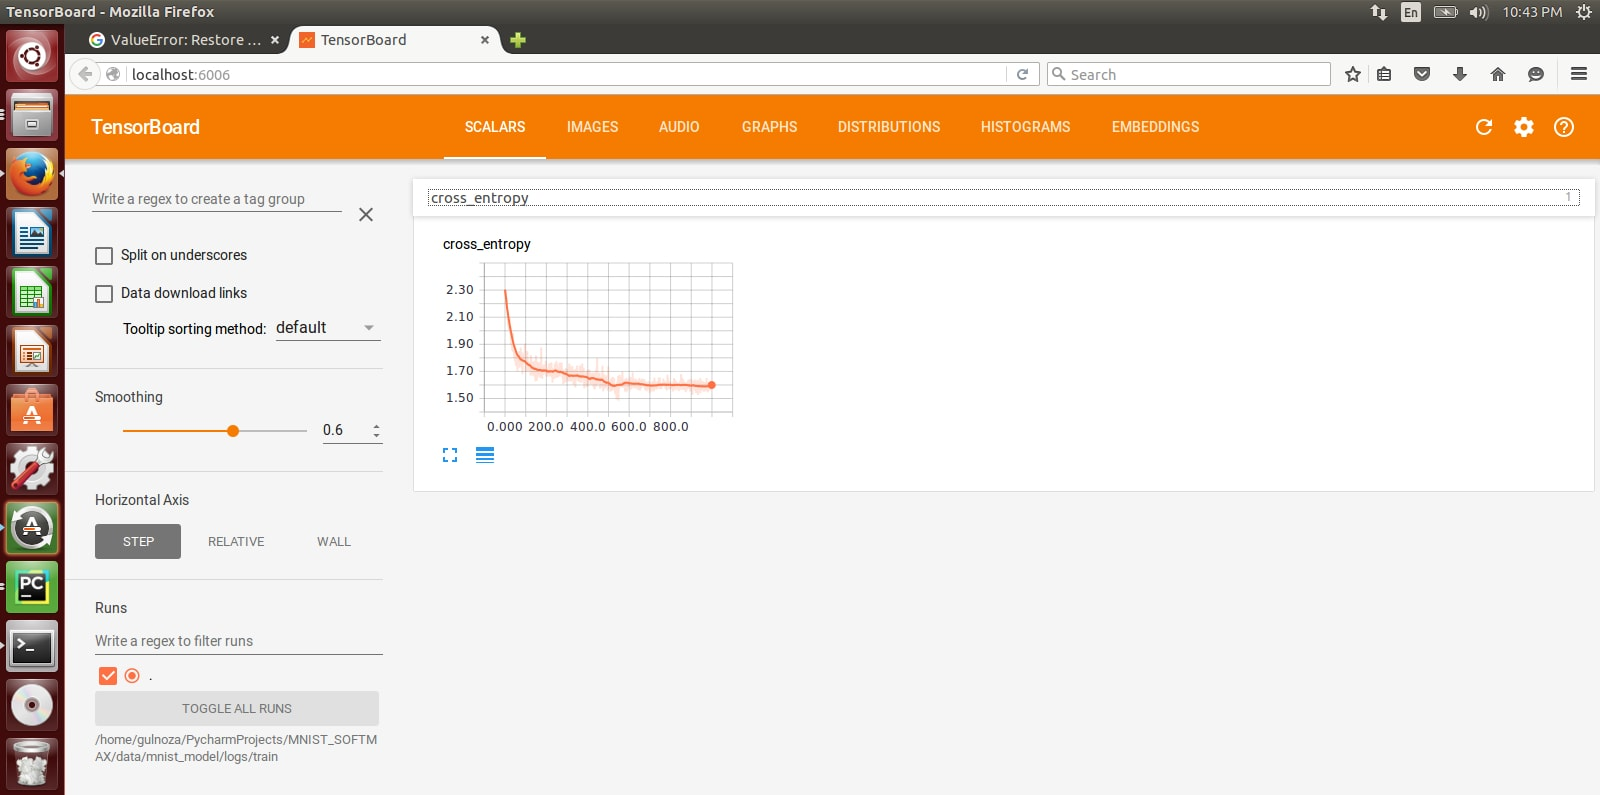 TensorBoard - Mozilla Firefox
En
10:43 PM
ValueError: Restore ...
TensorBoard
localhost:6006
Search
TensorBoard
SCALARS
IMAGES
AUDIO
GRAPHS
DISTRIBUTIONS
HISTOGRAMS
EMBEDDINGS
Write a regex to create a tag group
Split on underscores
Data download links
Tooltip sorting method: default
Smoothing
0.6
Horizontal Axis
STEP
RELATIVE
WALL
Runs
Write a regex to filter runs
.
TOGGLE ALL RUNS
/home/gulnoza/PycharmProjects/MNIST_SOFTM
AX/data/mnist_model/logs/train
cross_entropy
1
cross_entropy
2.30
2.10
1.90
1.70
1.50
0.000 200.0 400.0 600.0 800.0
PC
>_